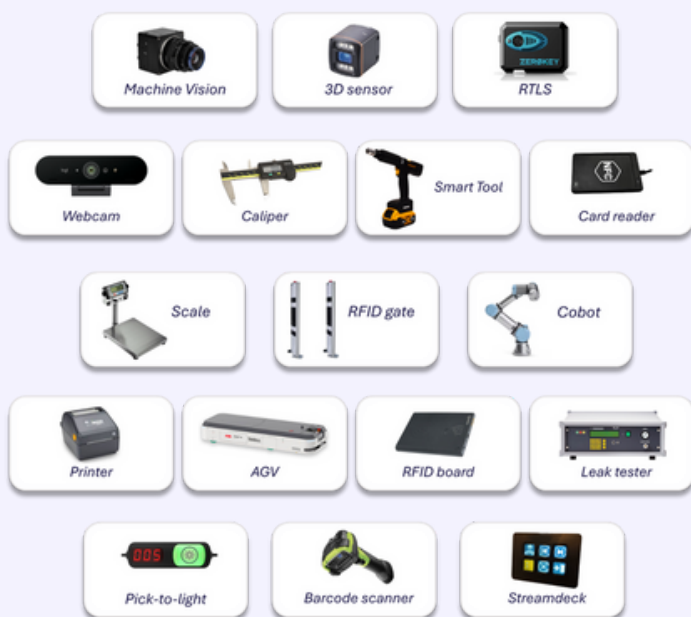 Machine Vision
3D sensor
ZEROKEY
RTLS
Webcam
Caliper
Smart Tool
NFC
Card reader
Scale
RFID gate
Cobot
Printer
AGV
RFID board
Leak tester
005
Pick-to-light
Barcode scanner
Streamdeck